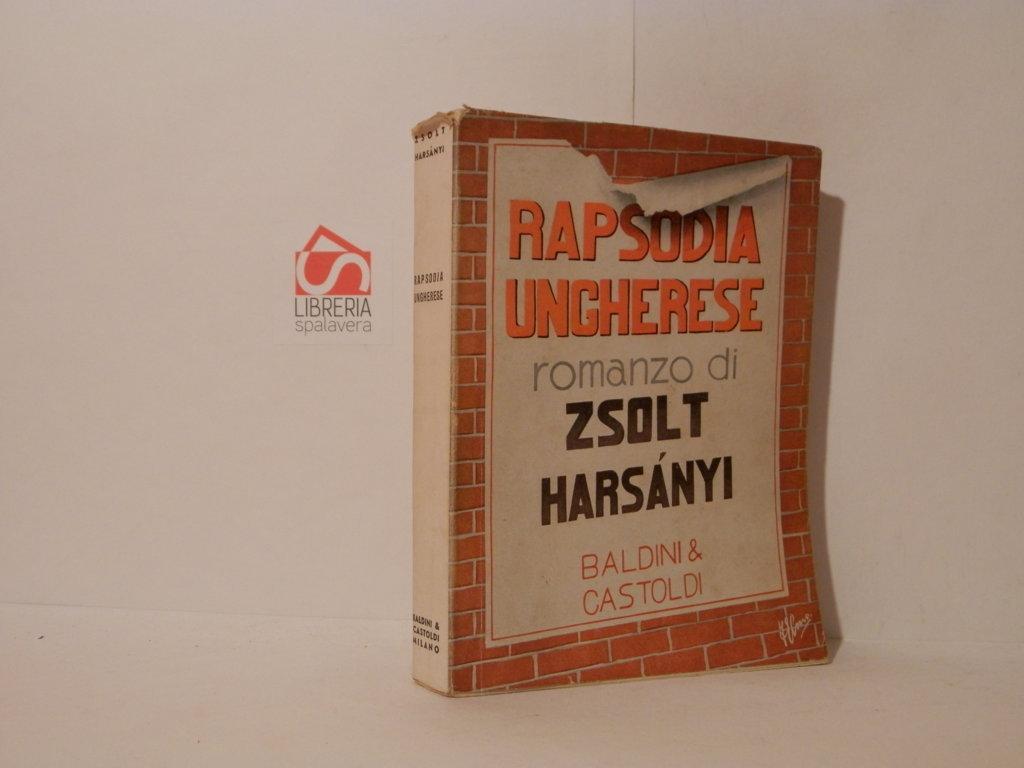 LIBRERIA
spalavera
ZSOLT
HARSÁNYI
RAPSODIA
UNGHERESE
BALDINI &
CASTOLDI
MILANO
RAPSODIA
UNGHERESE
romanzo di
ZSOLT
HARSÁNYI
BALDINI &
CASTOLDI